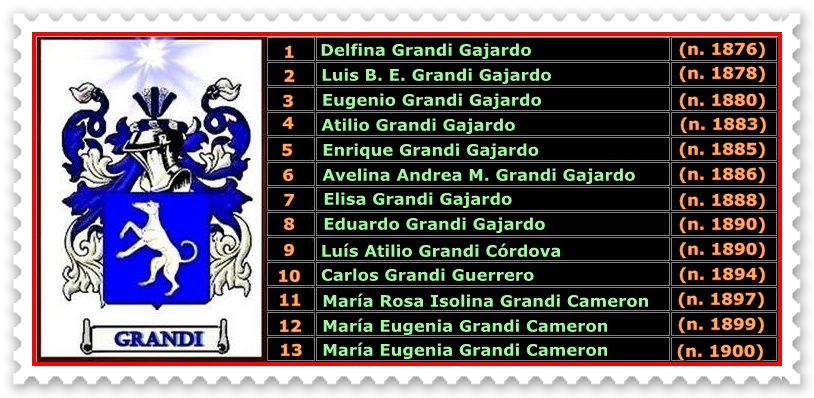 GRANDI
1 Delfina Grandi Gajardo (n. 1876)
2 Luis B. E. Grandi Gajardo (n. 1878)
3 Eugenio Grandi Gajardo (n. 1880)
4 Atilio Grandi Gajardo (n. 1883)
5 Enrique Grandi Gajardo (n. 1885)
6 Avelina Andrea M. Grandi Gajardo (n. 1886)
7 Elisa Grandi Gajardo (n. 1888)
8 Eduardo Grandi Gajardo (n. 1890)
9 Luís Atilio Grandi Córdova (n. 1890)
10 Carlos Grandi Guerrero (n. 1894)
11 María Rosa Isolina Grandi Cameron (n. 1897)
12 María Eugenia Grandi Cameron (n. 1899)
13 María Eugenia Grandi Cameron (n. 1900)